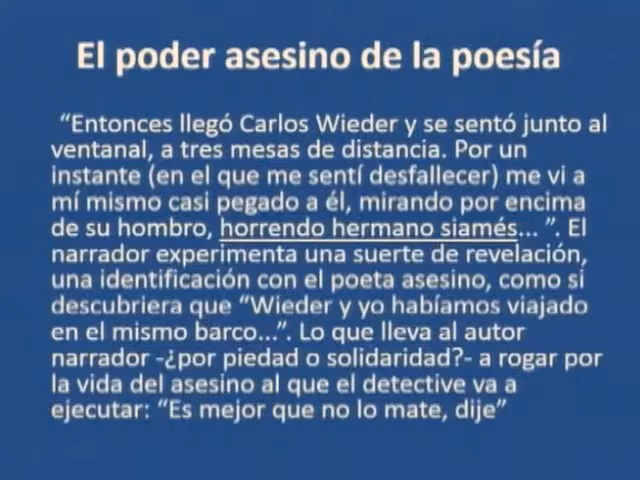 El poder asesino de la poesía
“Entonces llegó Carlos Wieder y se sentó junto al
ventanal, a tres mesas de distancia. Por un
instante (en el que me sentí desfallecer) me vi a
mí mismo casi pegado a él, mirando por encima
de su hombro, horrendo hermano siamés... ”. El
narrador experimenta una suerte de revelación,
una identificación con el poeta asesino, como si
descubriera que “Wieder y yo habíamos viajado
en el mismo barco...”. Lo que lleva al autor
narrador -¿por piedad o solidaridad?- a rogar por
la vida del asesino al que el detective va a
ejecutar: “Es mejor que no lo mate, dije”